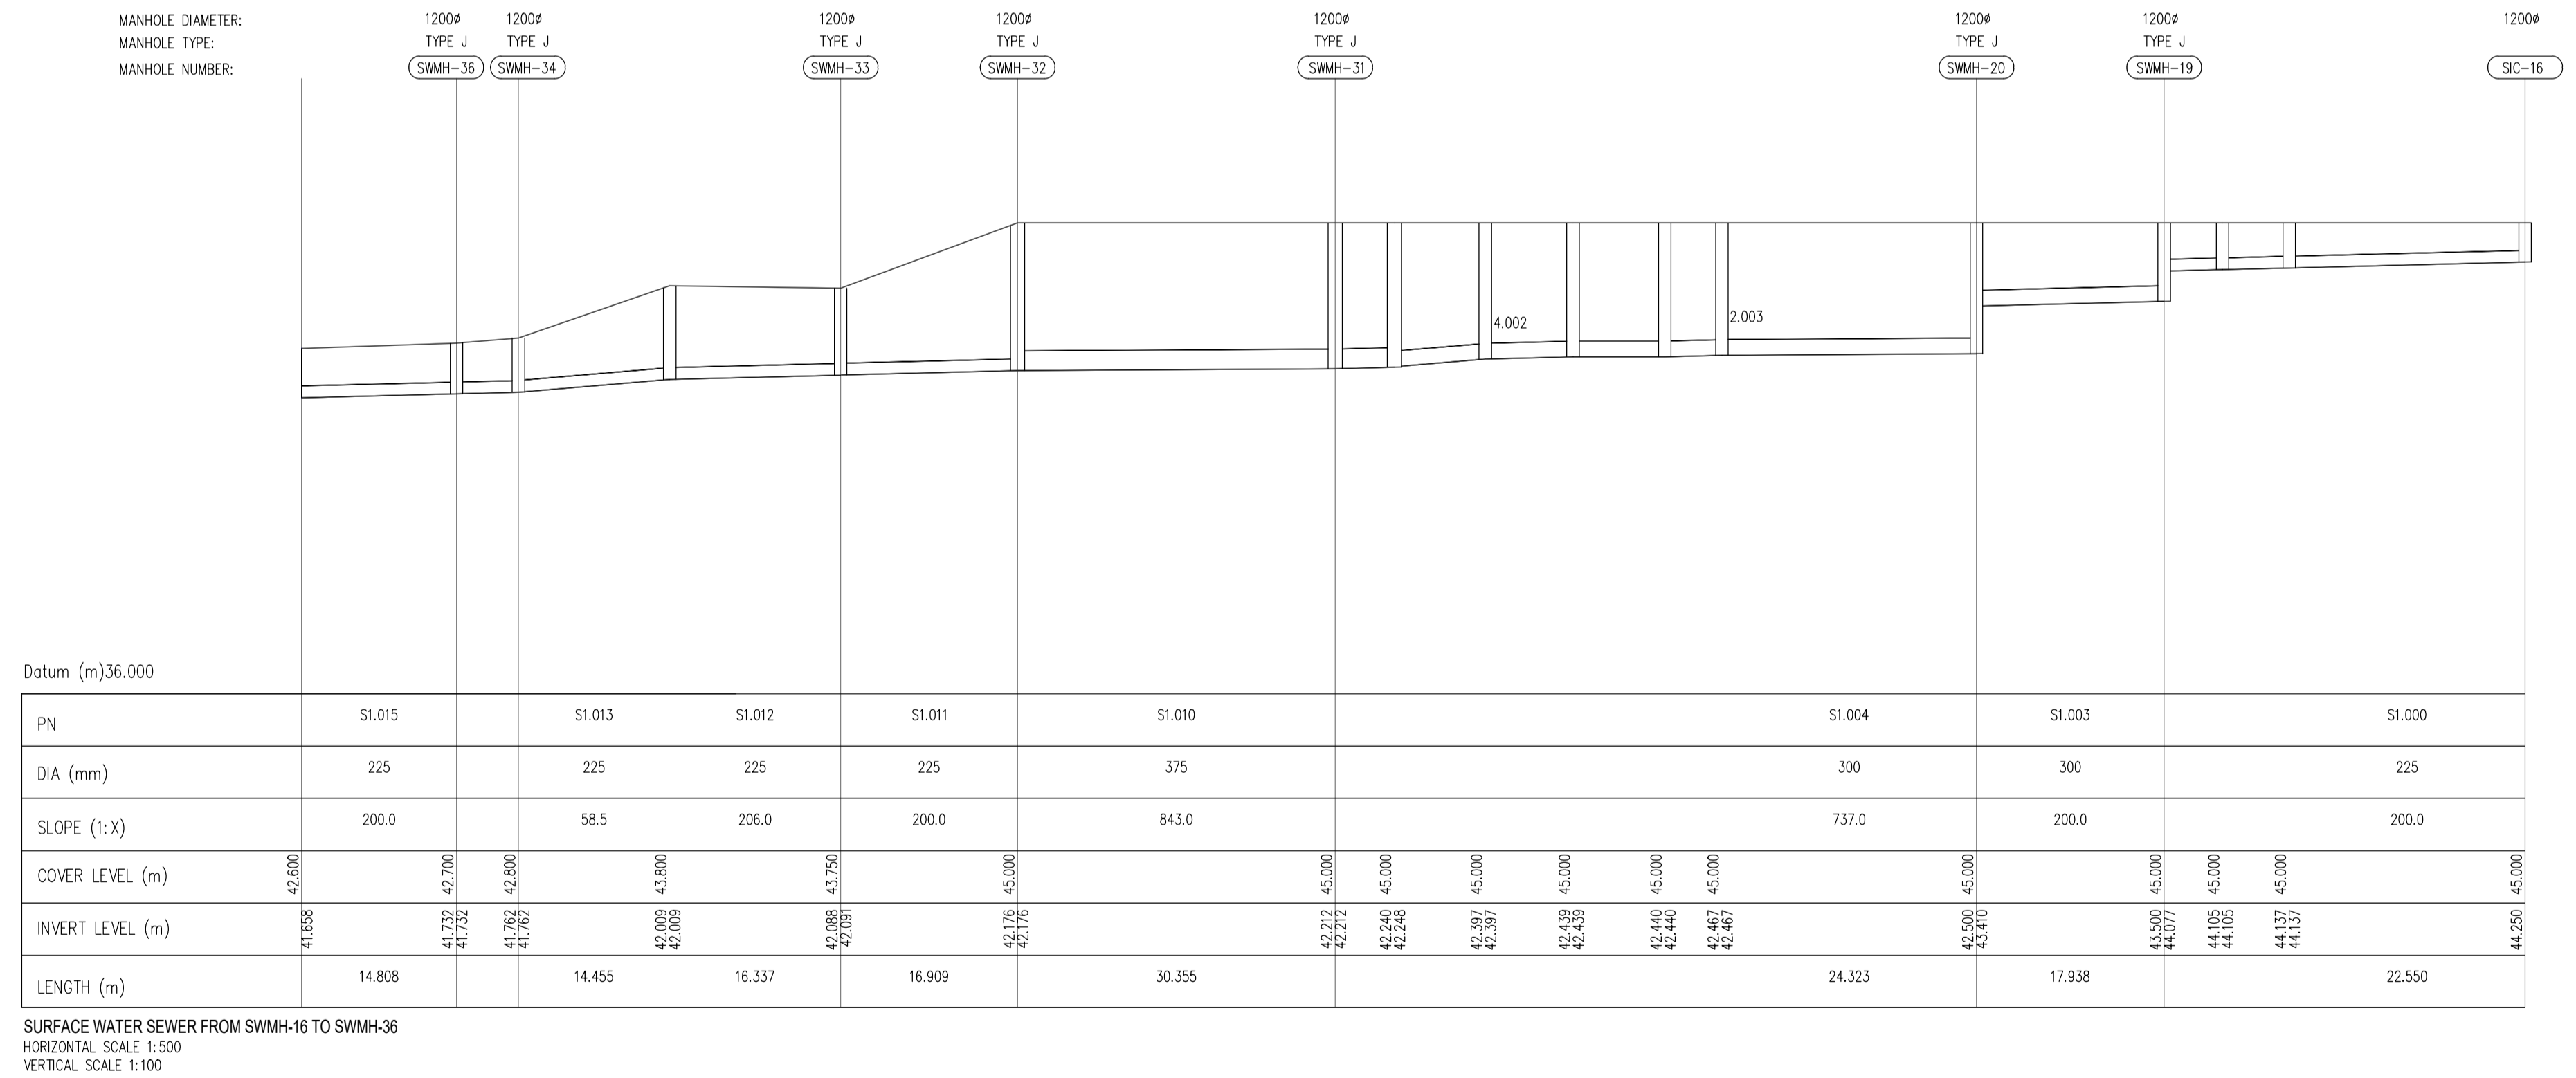 MANHOLE DIAMETER: 1200ø 1200ø 1200ø 1200ø 1200ø 1200ø 1200ø 1200ø
MANHOLE TYPE: TYPE J TYPE J TYPE J TYPE J TYPE J TYPE J TYPE J
MANHOLE NUMBER: SWMH-36 SWMH-34 SWMH-33 SWMH-32 SWMH-31 SWMH-20 SWMH-19 SIC-16
4.002
2.003
Datum (m)36.000
PN S1.015 S1.013 S1.012 S1.011 S1.010 S1.004 S1.003 S1.000
DIA (mm) 225 225 225 225 375 300 300 225
SLOPE (1:X) 200.0 58.5 206.0 200.0 843.0 737.0 200.0 200.0
COVER LEVEL (m) 42.600 42.700 42.800 43.800 43.750 45.000 45.000 45.000 45.000 45.000 45.000 45.000 45.000 45.000 45.000 45.000 45.000
INVERT LEVEL (m) 41.658 41.732 41.732 41.762 41.762 42.009 42.009 42.088 42.091 42.176 42.176 42.212 42.212 42.240 42.248 42.397 42.397 42.439 42.439 42.440 42.440 42.467 42.467 42.500 43.410 43.500 44.077 44.105 44.105 44.137 44.137 44.250
LENGTH (m) 14.808 14.455 16.337 16.909 30.355 24.323 17.938 22.550
SURFACE WATER SEWER FROM SWMH-16 TO SWMH-36
HORIZONTAL SCALE 1:500
VERTICAL SCALE 1:100